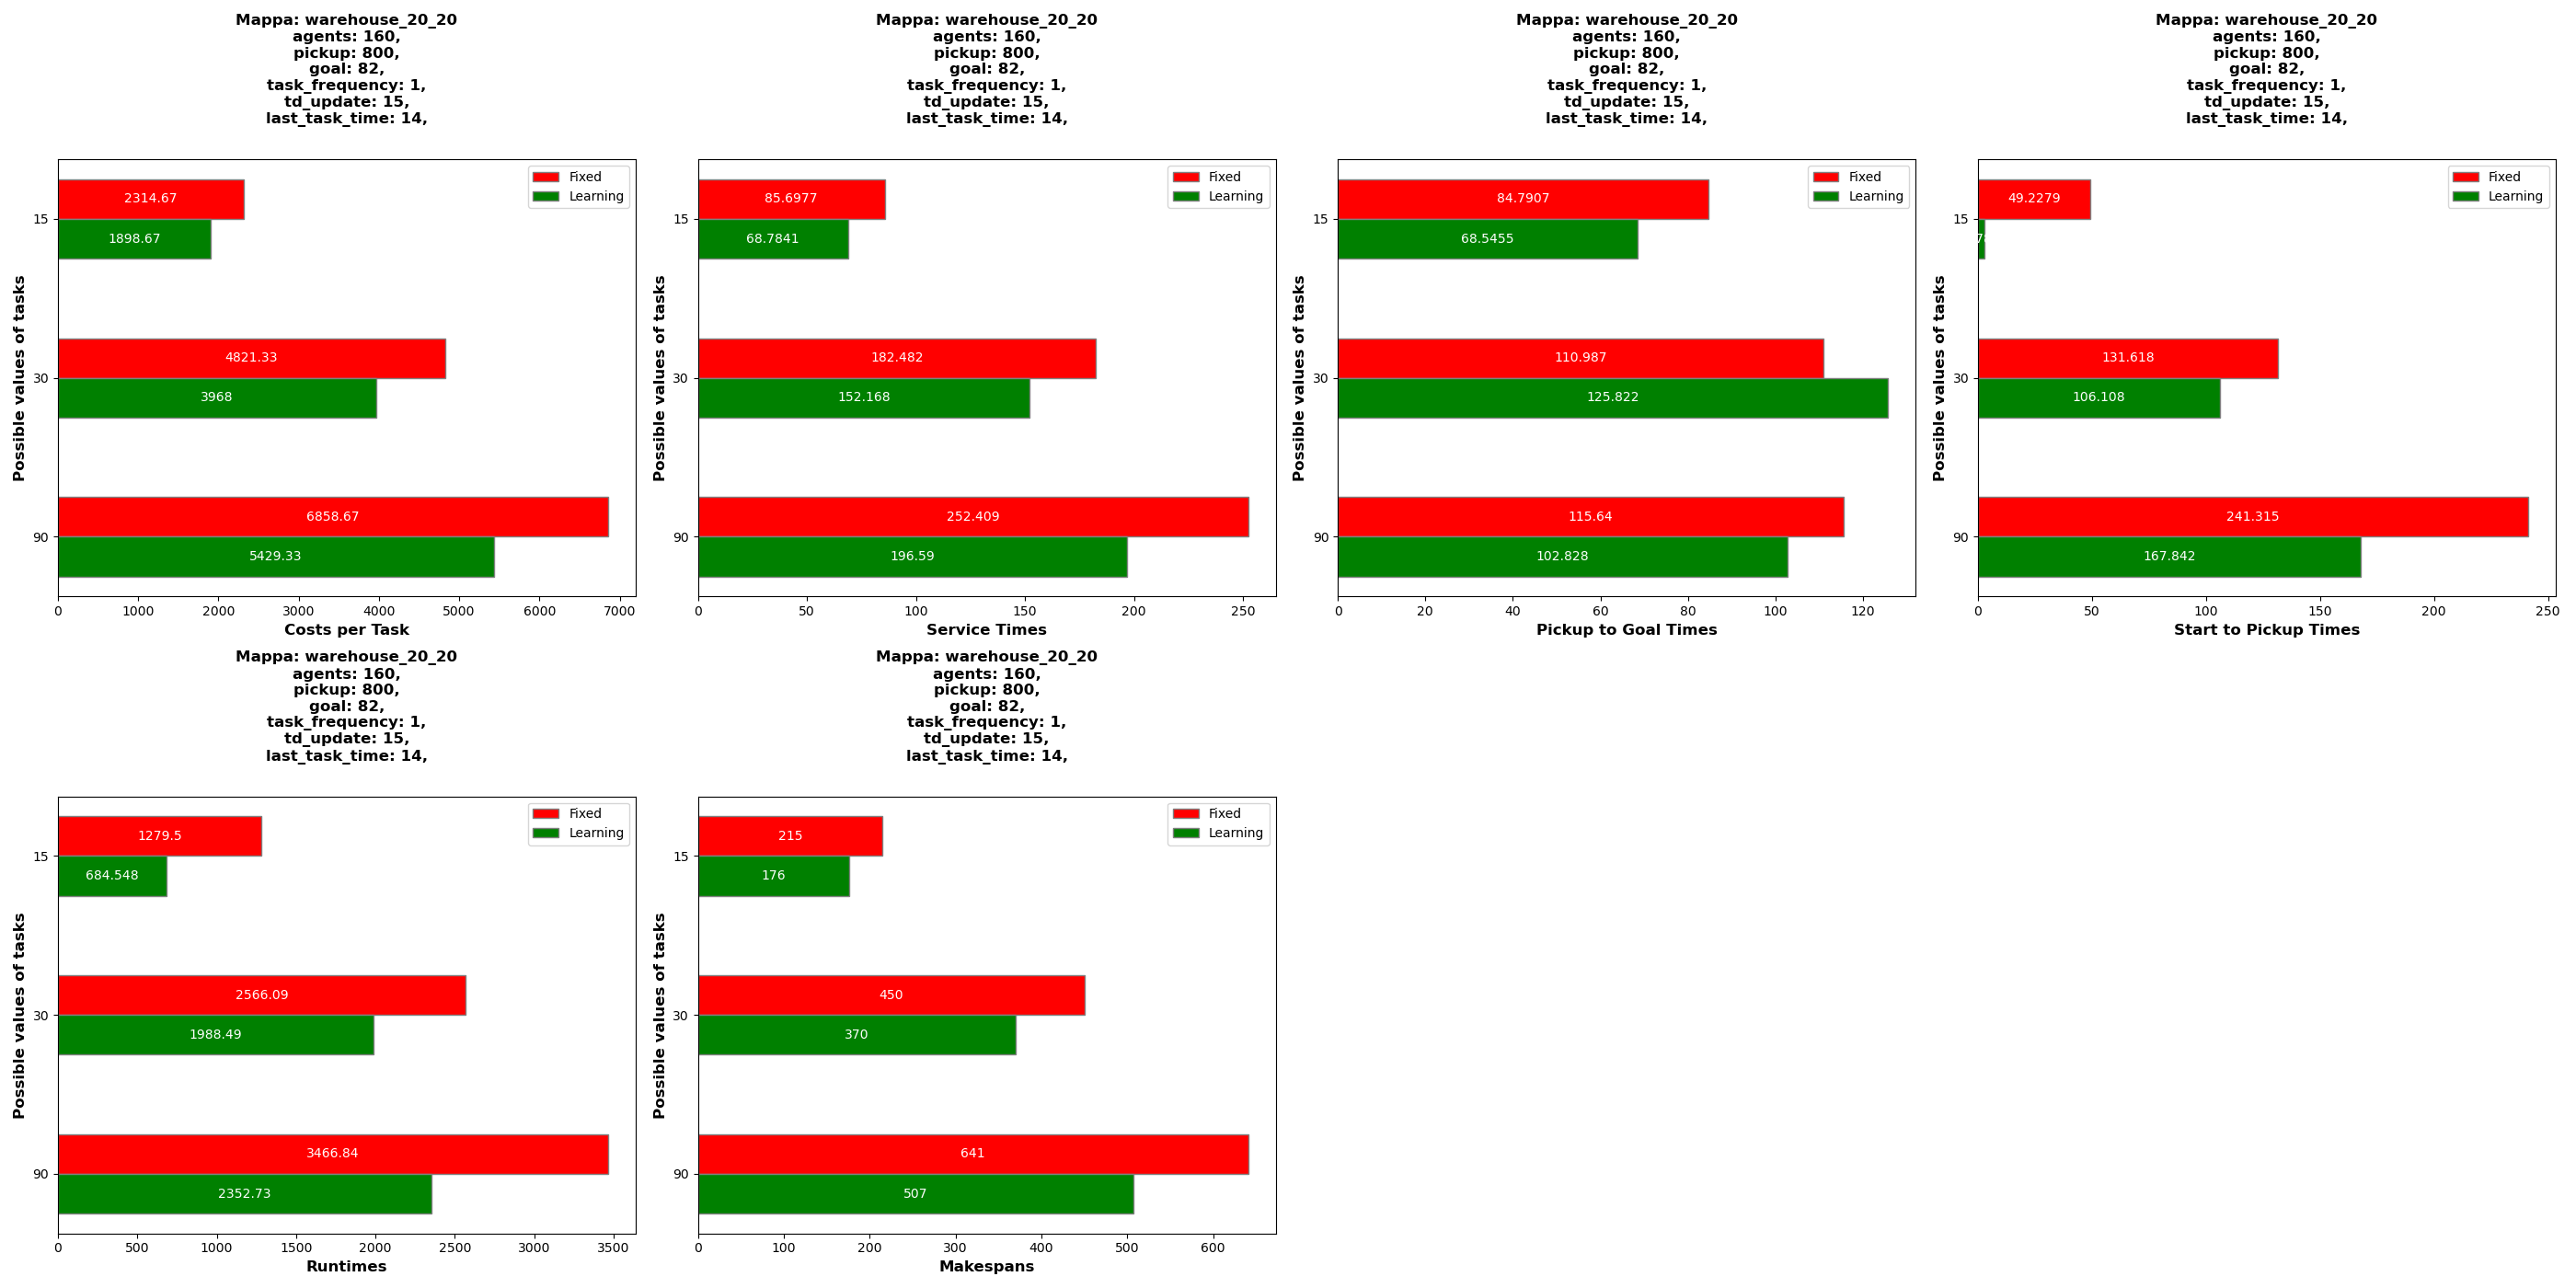 Mappa: warehouse_20_20
agents: 160,
pickup: 800,
goal: 82,
task_frequency: 1,
td_update: 15,
last_task_time: 14,
Fixed
Learning
2314.67
15
1898.67
4821.33
30
3968
6858.67
90
5429.33
Possible values of tasks
0 1000 2000 3000 4000 5000 6000 7000
Costs per Task
Mappa: warehouse_20_20
agents: 160,
pickup: 800,
goal: 82,
task_frequency: 1,
td_update: 15,
last_task_time: 14,
Fixed
Learning
85.6977
15
68.7841
182.482
30
152.168
252.409
90
196.59
Possible values of tasks
0 50 100 150 200 250
Service Times
Mappa: warehouse_20_20
agents: 160,
pickup: 800,
goal: 82,
task_frequency: 1,
td_update: 15,
last_task_time: 14,
Fixed
Learning
84.7907
15
68.5455
110.987
30
125.822
115.64
90
102.828
Possible values of tasks
0 20 40 60 80 100 120
Pickup to Goal Times
Mappa: warehouse_20_20
agents: 160,
pickup: 800,
goal: 82,
task_frequency: 1,
td_update: 15,
last_task_time: 14,
Fixed
Learning
49.2279
15
131.618
30
106.108
241.315
90
167.842
Possible values of tasks
0 50 100 150 200 250
Start to Pickup Times
Mappa: warehouse_20_20
agents: 160,
pickup: 800,
goal: 82,
task_frequency: 1,
td_update: 15,
last_task_time: 14,
Fixed
Learning
1279.5
15
684.548
2566.09
30
1988.49
3466.84
90
2352.73
Possible values of tasks
0 500 1000 1500 2000 2500 3000 3500
Runtimes
Mappa: warehouse_20_20
agents: 160,
pickup: 800,
goal: 82,
task_frequency: 1,
td_update: 15,
last_task_time: 14,
Fixed
Learning
215
15
176
450
30
370
641
90
507
Possible values of tasks
0 100 200 300 400 500 600
Makespans